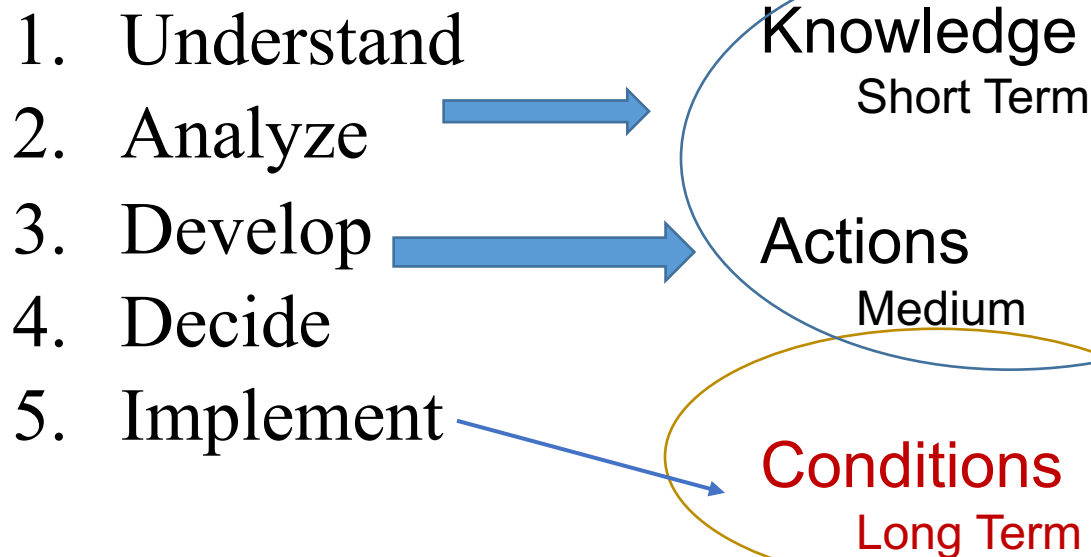 1. Understand
2. Analyze
3. Develop
4. Decide
5. Implement
Knowledge
Short Term
Actions
Medium
Conditions
Long Term